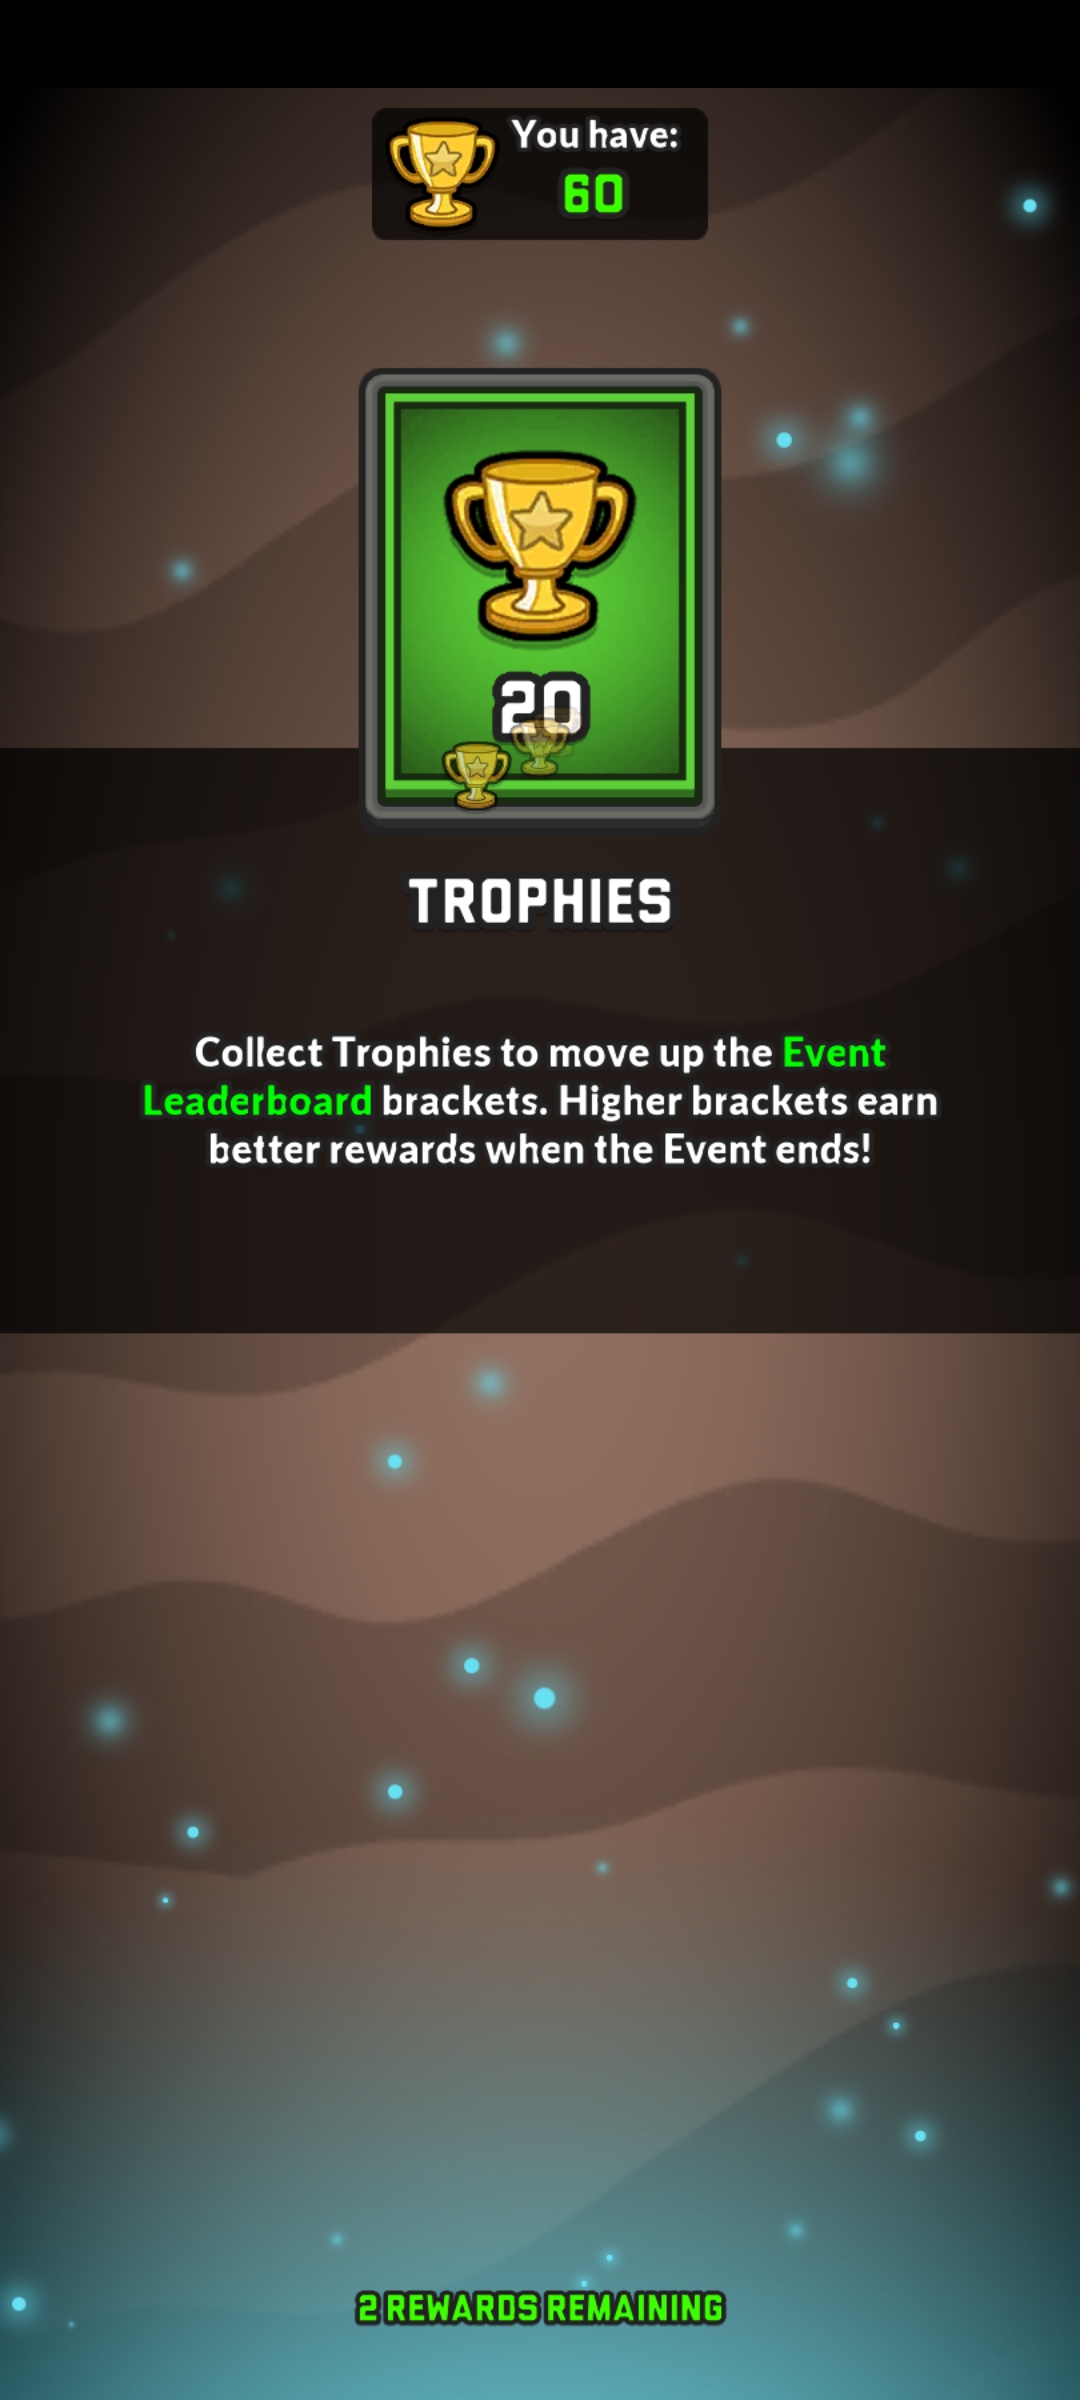 You have:
60
20
TROPHIES
Collect Trophies to move up the Event
Leaderboard brackets. Higher brackets earn
better rewards when the Event ends!
2 REWARDS REMAINING